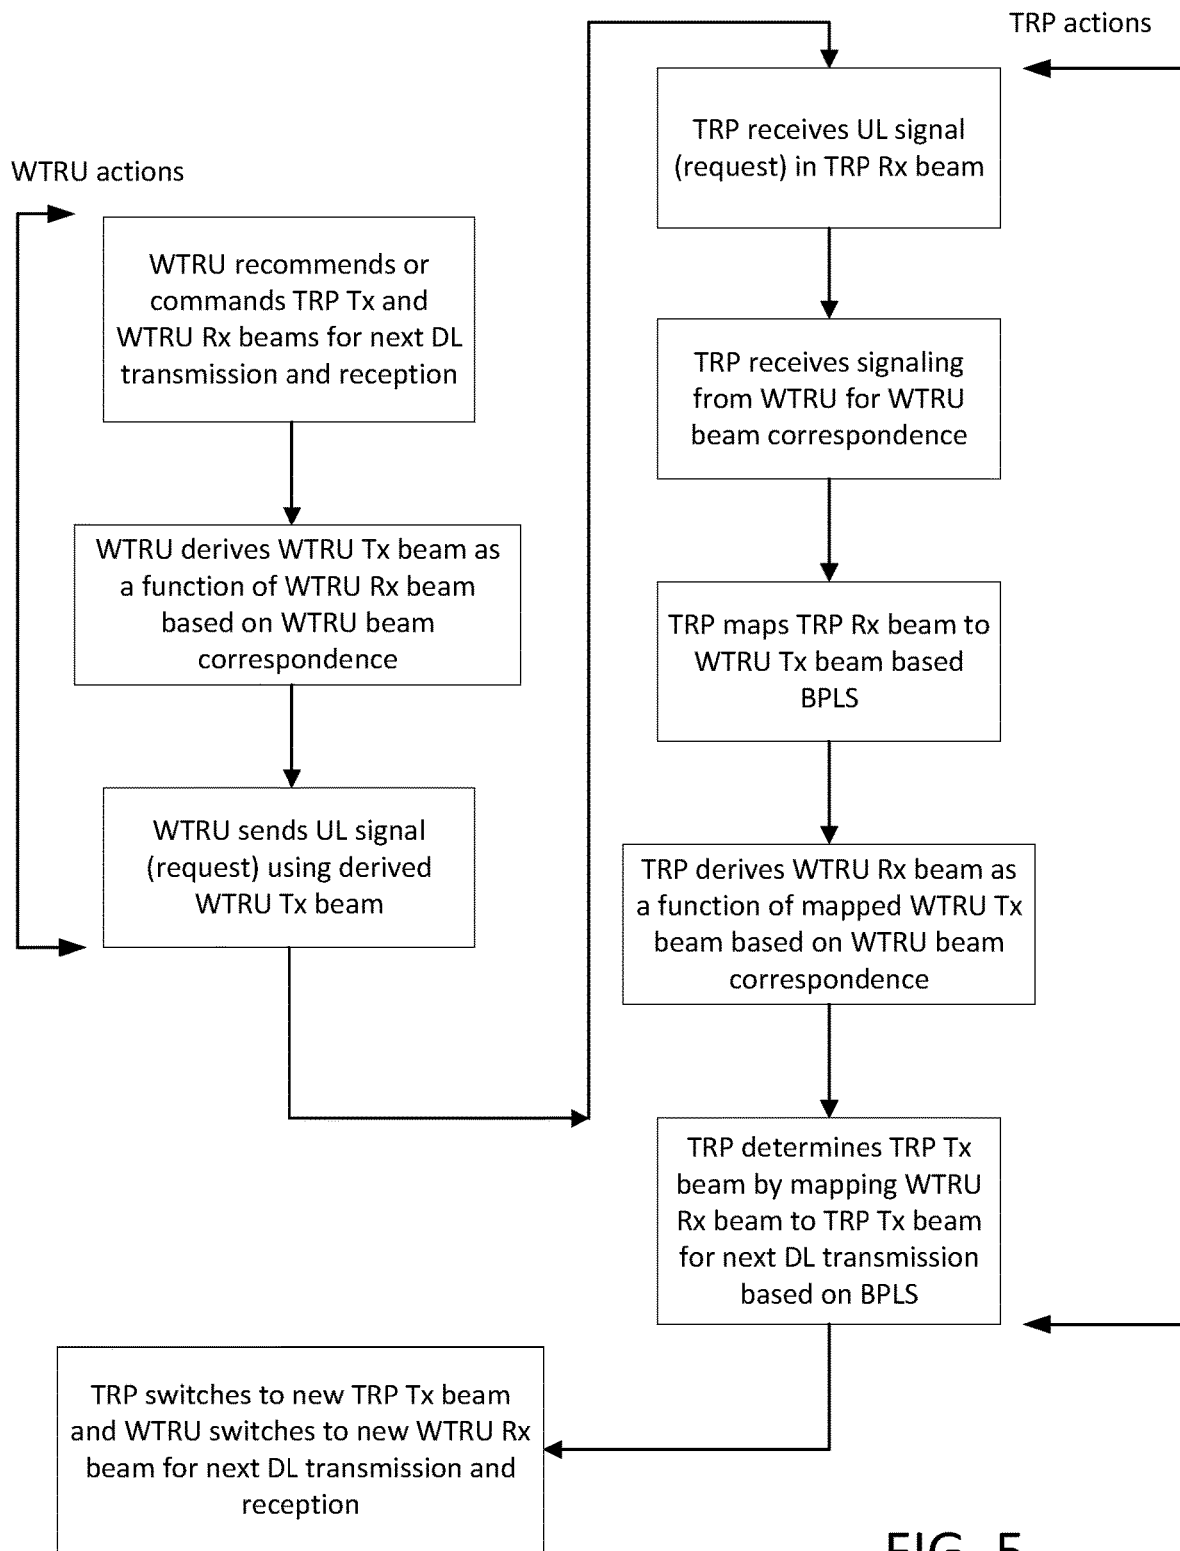 WTRU actions
WTRU recommends or
commands TRP Tx and
WTRU Rx beams for next DL
transmission and reception
WTRU derives WTRU Tx beam as
a function of WTRU Rx beam
based on WTRU beam
correspondence
WTRU sends UL signal
(request) using derived
WTRU Tx beam
TRP actions
TRP receives UL signal
(request) in TRP Rx beam
TRP receives signaling
from WTRU for WTRU
beam correspondence
TRP maps TRP Rx beam to
WTRU Tx beam based
BPLS
TRP derives WTRU Rx beam as
a function of mapped WTRU Tx
beam based on WTRU beam
correspondence
TRP determines TRP Tx
beam by mapping WTRU
Rx beam to TRP Tx beam
for next DL transmission
based on BPLS
TRP switches to new TRP Tx beam
and WTRU switches to new WTRU Rx
beam for next DL transmission and
reception
FIG. 5